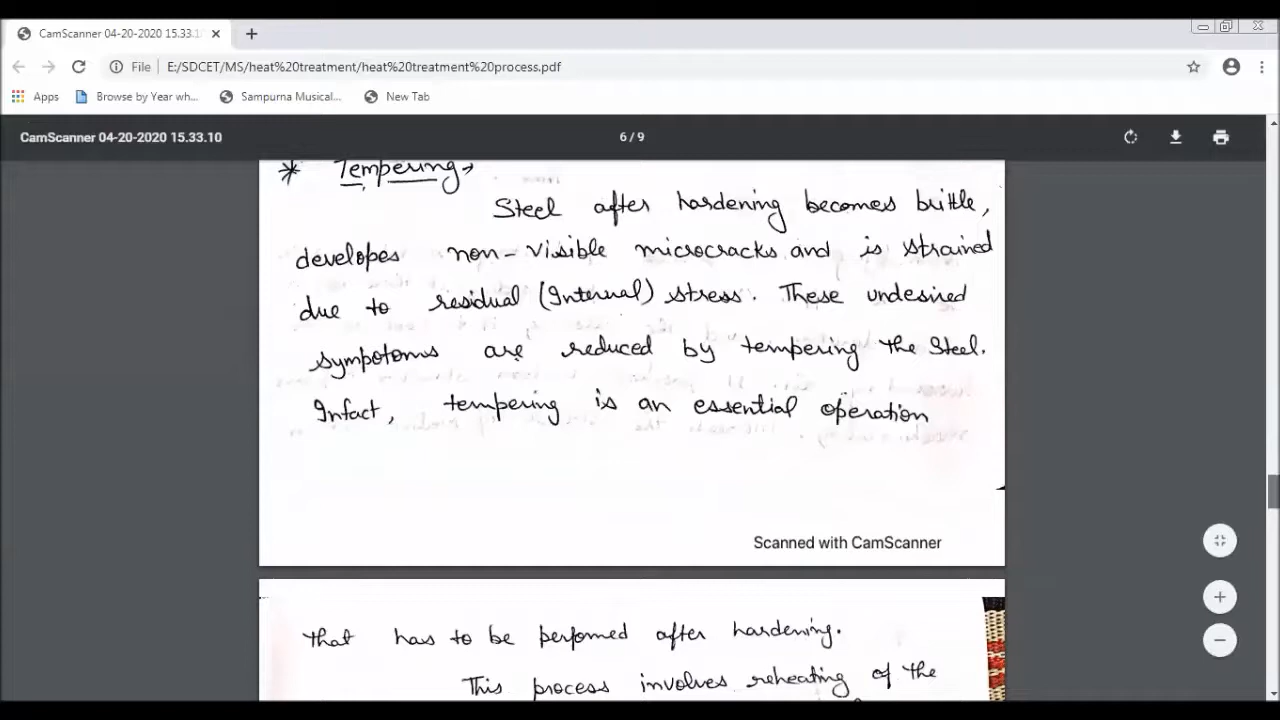 CamScanner 04-20-2020 15.33.1
File E:/SDCET/MS/heat%20treatment/heat%20treatment%20process.pdf
Apps Browse by Year wh... Sampurna Musical... New Tab
CamScanner 04-20-2020 15.33.10 6 / 9
* Tempering →
Steel after hardening becomes brittle,
developes non-visible microcracks and is strained
due to residual (Internal) stress. These undesired
sympotoms are reduced by tempering the Steel.
Infact, tempering is an essential operation
Scanned with CamScanner
that has to be perfomed after hardening.
This process involves reheating of the